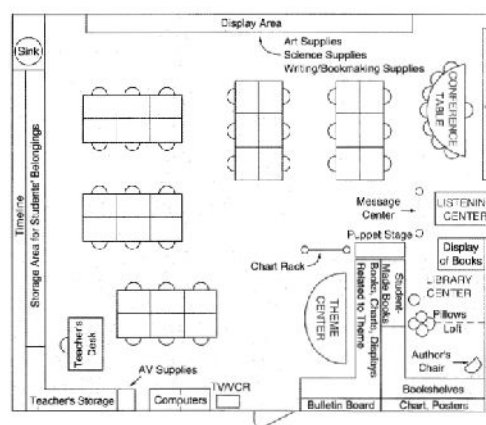 Display Area
Art Supplies
Science Supplies
Writing/Bookmaking Supplies
Sink
CONFERENCE
TABLE
Timeline
Storage Area for Students' Belongings
Message
Center
LISTENING
CENTER
Puppet Stage
Display
of Books
Chart Rack
THEME
CENTER
Books, Charts, Displays
Related to Theme
Student-
Made Books
LIBRARY
CENTER
Pillows
Loft
Teacher's
Desk
Author's
Chair
AV Supplies
TV/VCR
Bookshelves
Teacher's Storage
Computers
Bulletin Board
Chart, Posters